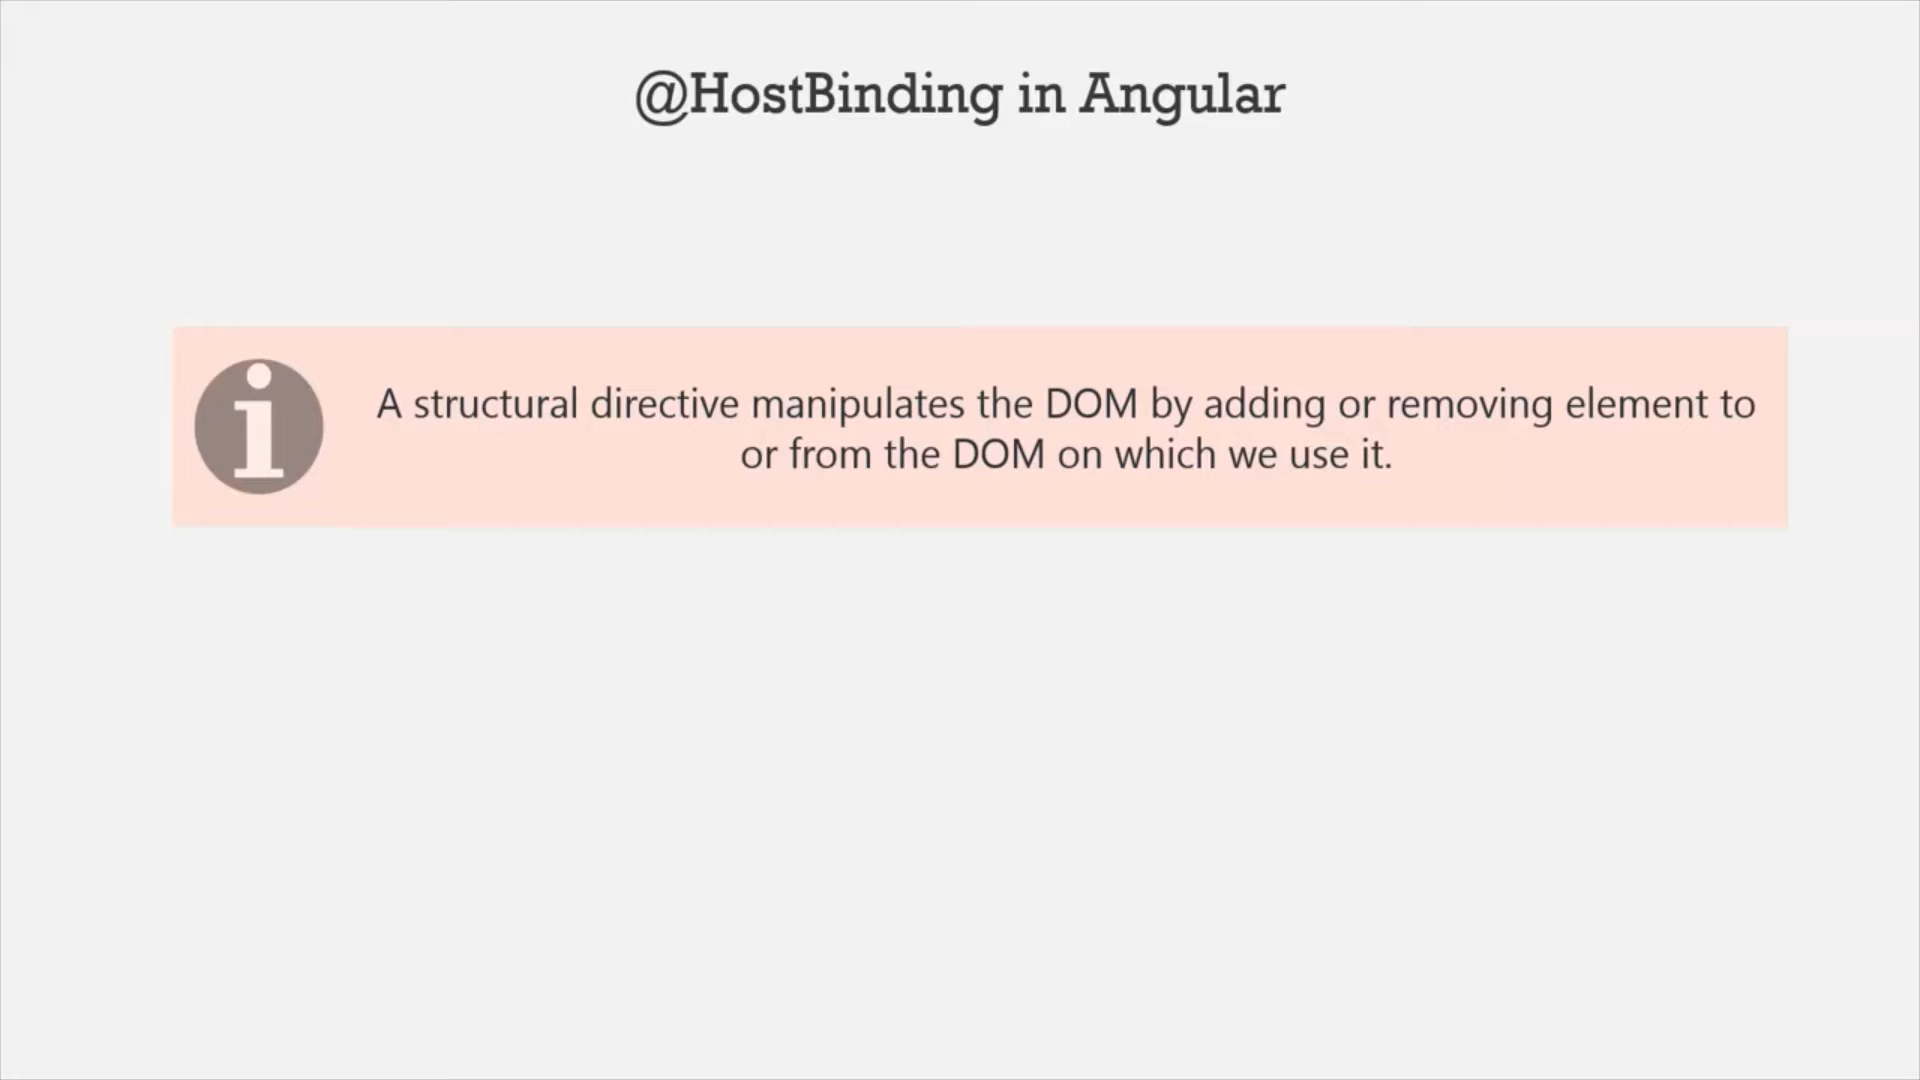 @HostBinding in Angular
A structural directive manipulates the DOM by adding or removing element to
or from the DOM on which we use it.